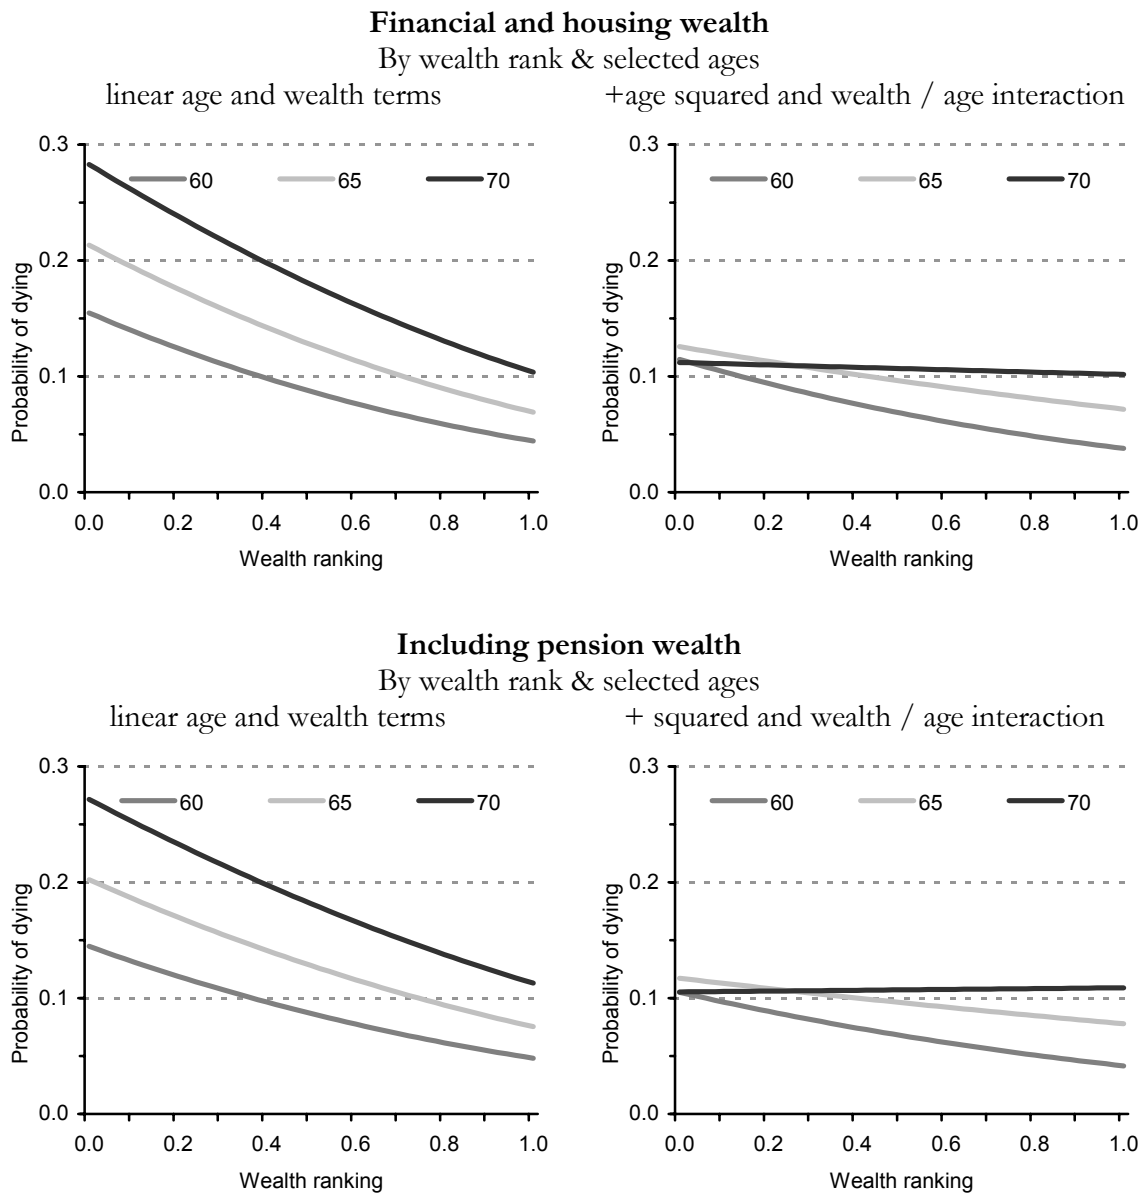 Financial and housing wealth
By wealth rank & selected ages
linear age and wealth terms
+age squared and wealth / age interaction
0.3
0.2
0.1
0.0
Probability of dying
60 65 70
0.0 0.2 0.4 0.6 0.8 1.0
Wealth ranking
0.3
0.2
0.1
0.0
Probability of dying
60 65 70
0.0 0.2 0.4 0.6 0.8 1.0
Wealth ranking
Including pension wealth
By wealth rank & selected ages
linear age and wealth terms
+ squared and wealth / age interaction
0.3
0.2
0.1
0.0
Probability of dying
60 65 70
0.0 0.2 0.4 0.6 0.8 1.0
Wealth ranking
0.3
0.2
0.1
0.0
Probability of dying
60 65 70
0.0 0.2 0.4 0.6 0.8 1.0
Wealth ranking